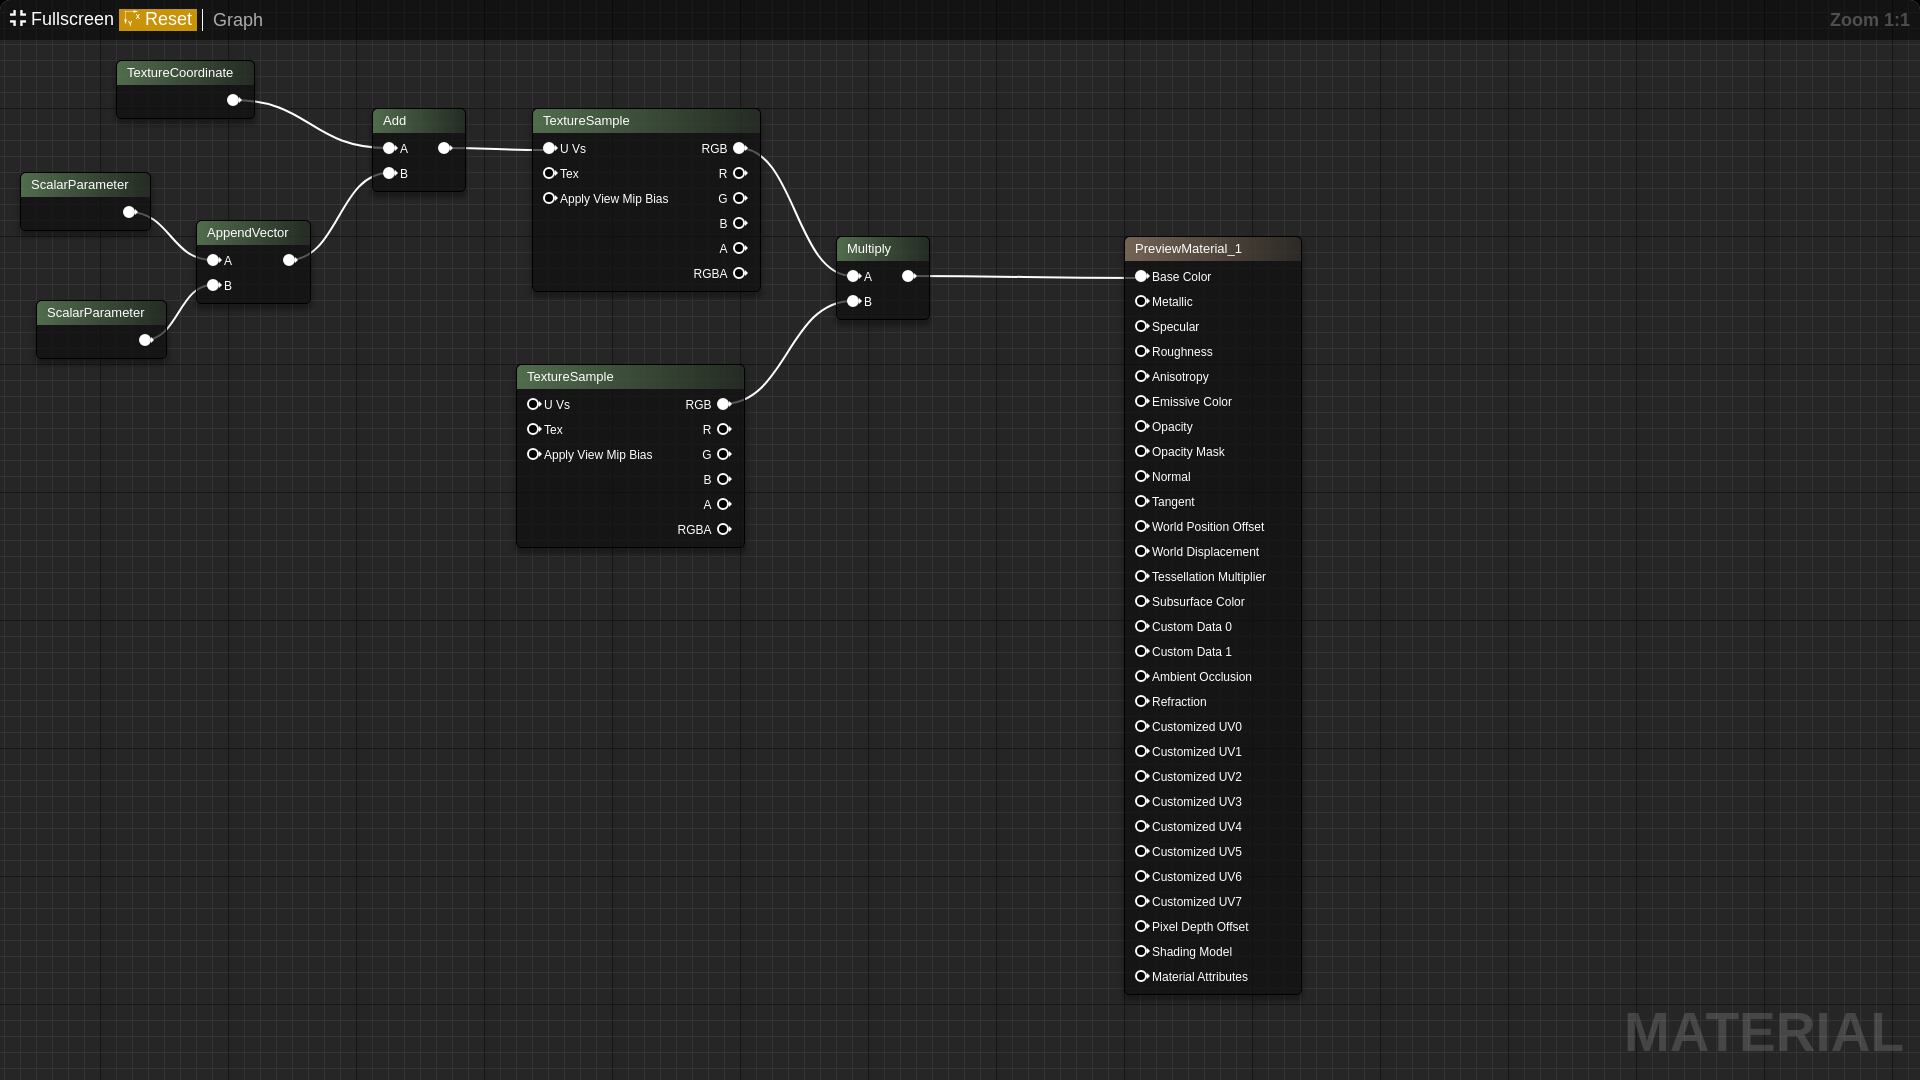 Fullscreen Reset Graph Zoom 1:1
TextureCoordinate
ScalarParameter
ScalarParameter
AppendVector
A
B
Add
A
B
TextureSample
U Vs RGB
Tex R
Apply View Mip Bias G
B
A
RGBA
TextureSample
U Vs RGB
Tex R
Apply View Mip Bias G
B
A
RGBA
Multiply
A
B
PreviewMaterial_1
Base Color
Metallic
Specular
Roughness
Anisotropy
Emissive Color
Opacity
Opacity Mask
Normal
Tangent
World Position Offset
World Displacement
Tessellation Multiplier
Subsurface Color
Custom Data 0
Custom Data 1
Ambient Occlusion
Refraction
Customized UV0
Customized UV1
Customized UV2
Customized UV3
Customized UV4
Customized UV5
Customized UV6
Customized UV7
Pixel Depth Offset
Shading Model
Material Attributes
MATERIAL